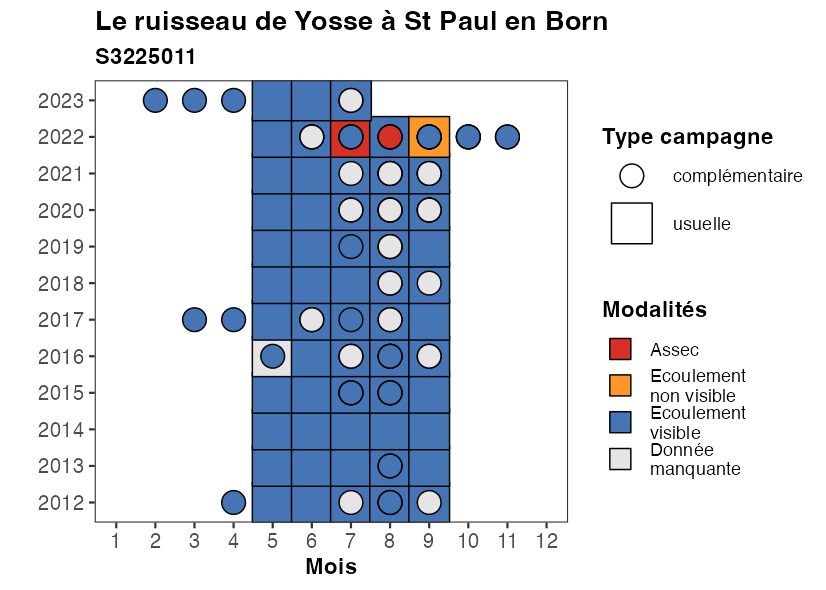 Le ruisseau de Yosse à St Paul en Born
S3225011
2023
2022
2021
2020
2019
2018
2017
2016
2015
2014
2013
2012
1 2 3 4 5 6 7 8 9 10 11 12
Mois
Type campagne
complémentaire
usuelle
Modalités
Assec
Ecoulement
non visible
Ecoulement
visible
Donnée
manquante